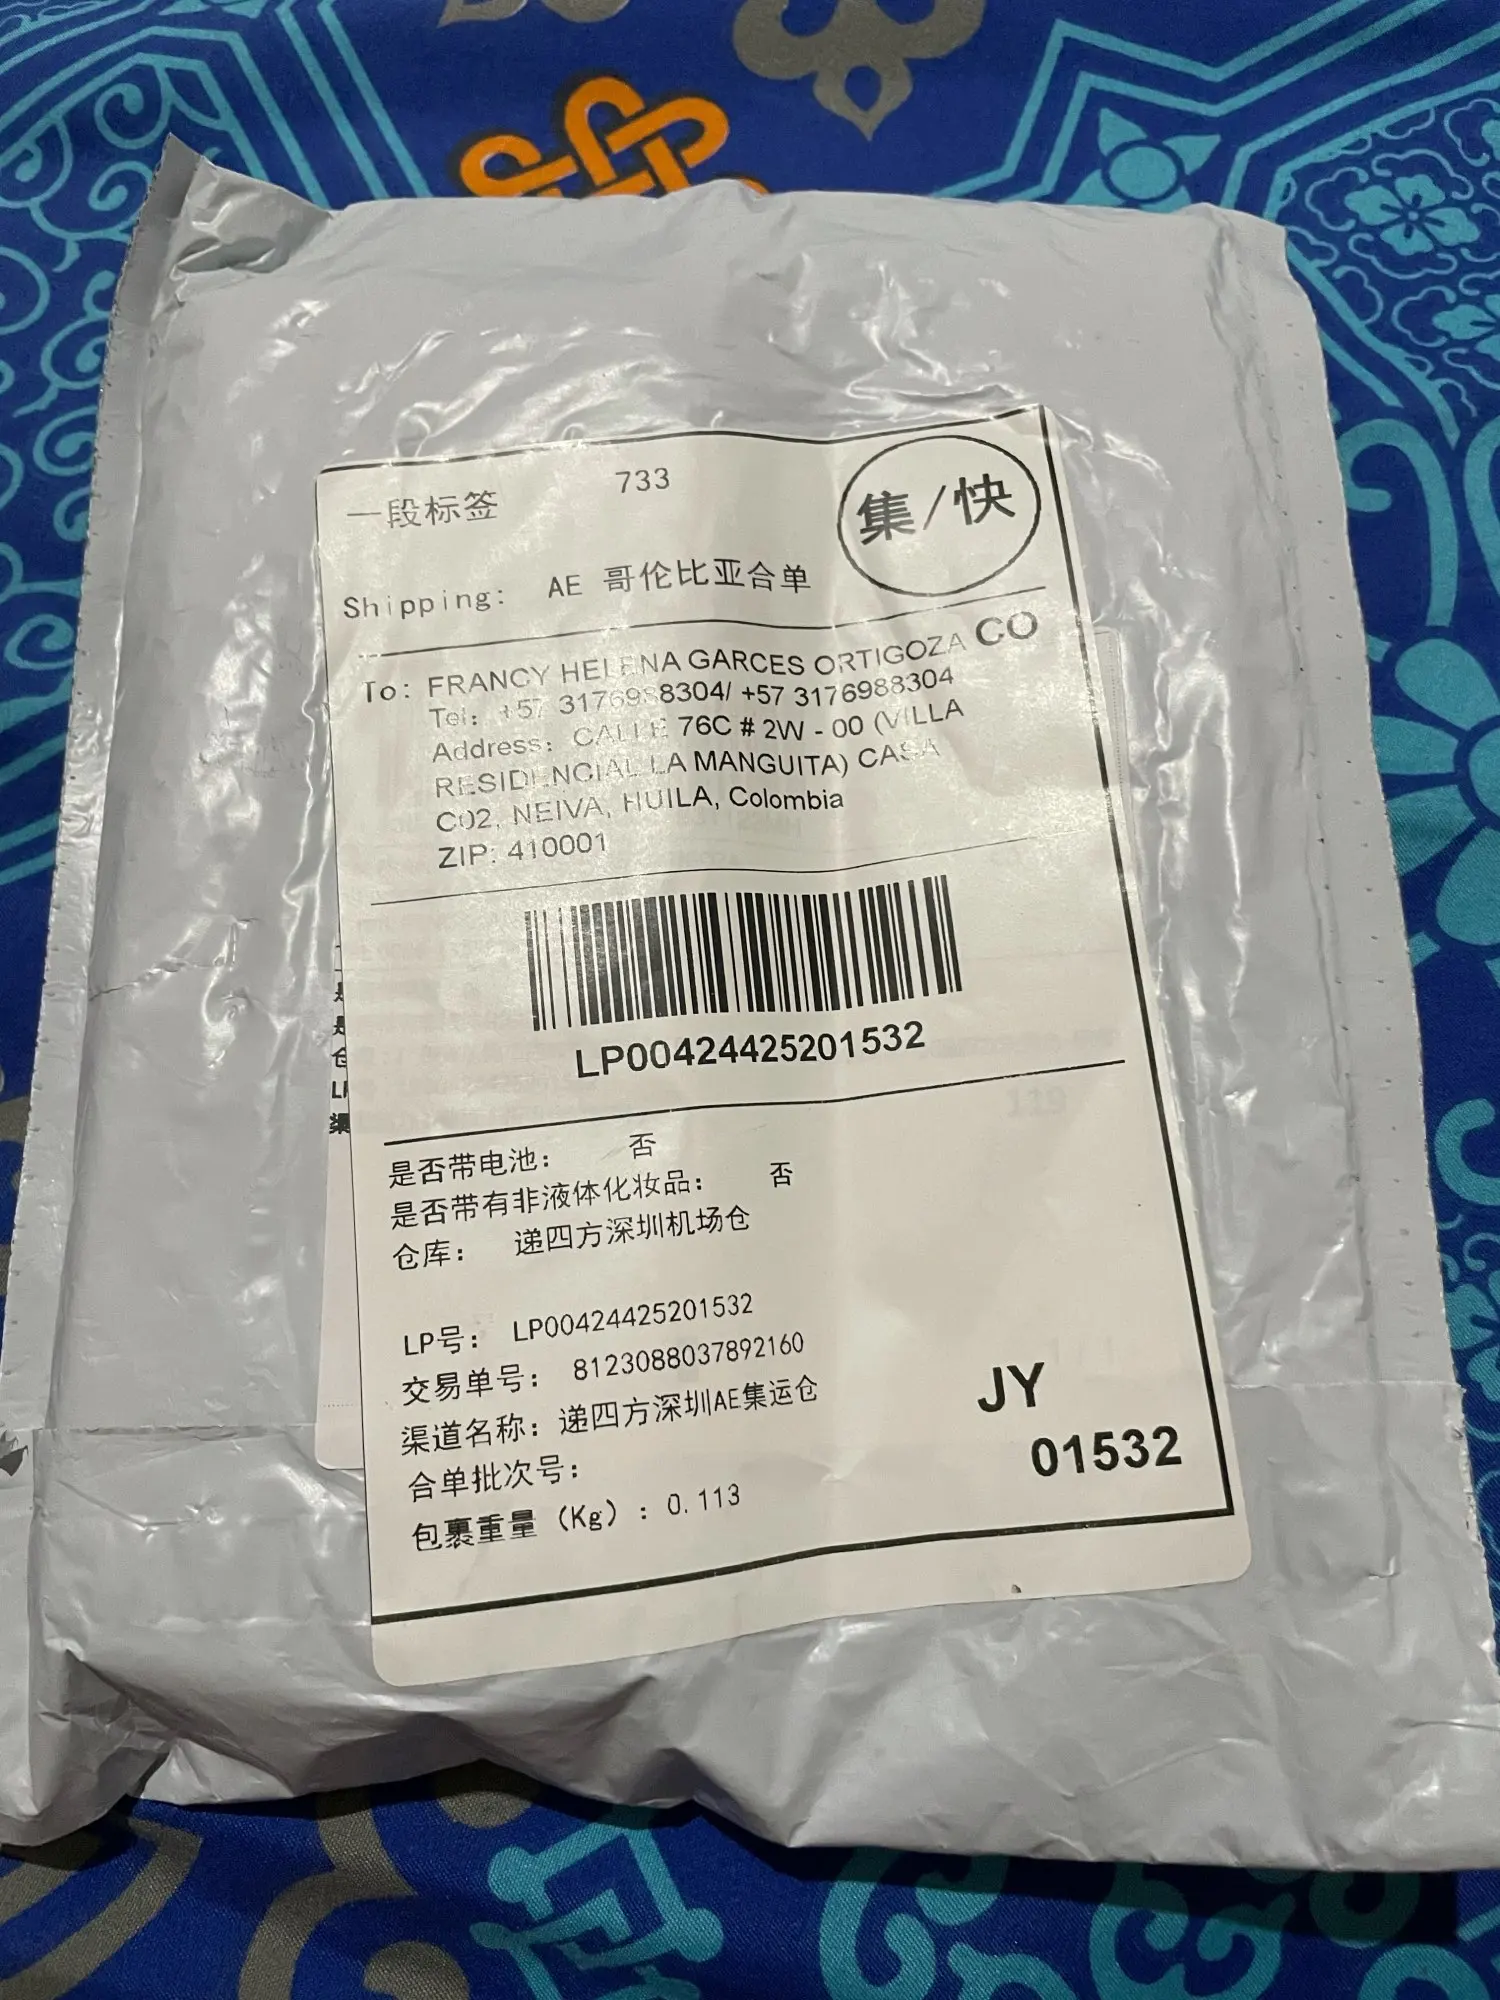 一段标签 733
集/快
Shipping: AE 哥伦比亚合单
To: FRANCY HELENA GARCES ORTIGOZA CO
Tel: +57 3176988304/ +57 3176988304
Address: CALLE 76C # 2W - 00 (VILLA
RESIDENCIAL LA MANGUITA) CASA
C02, NEIVA, HUILA, Colombia
ZIP: 410001
LP00424425201532
是否带电池: 否
是否带有非液体化妆品: 否
仓库: 递四方深圳机场仓
LP号: LP00424425201532
交易单号: 8123088037892160
渠道名称: 递四方深圳AE集运仓
合单批次号:
包裹重量 (Kg) : 0.113
JY
01532